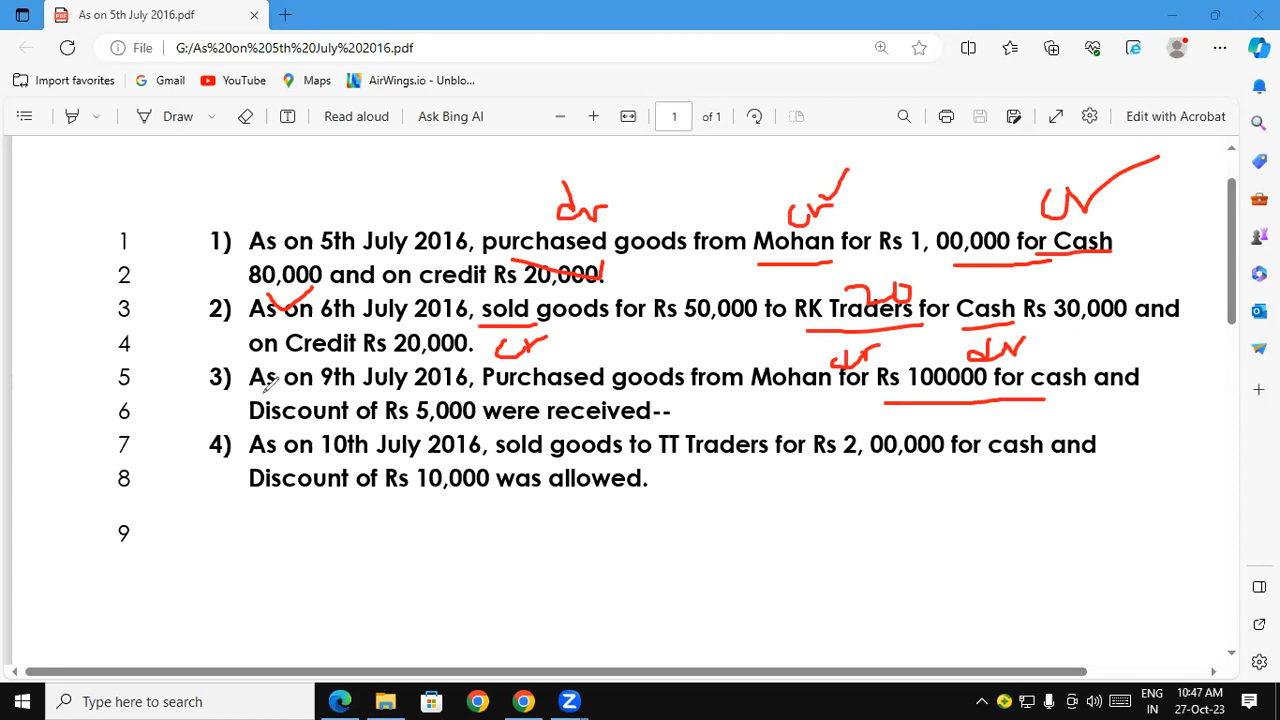 As on 5th July 2016.pdf
File G:/As%20on%205th%20July%202016.pdf
Import favorites Gmail YouTube Maps AirWings.io - Unblo...
Draw Read aloud Ask Bing AI 1 of 1 Edit with Acrobat
dr cr cr
1 1) As on 5th July 2016, purchased goods from Mohan for Rs 1, 00,000 for Cash
2 80,000 and on credit Rs 20,000.
20
3 2) As on 6th July 2016, sold goods for Rs 50,000 to RK Traders for Cash Rs 30,000 and
4 on Credit Rs 20,000. cr dr dr
5 3) As on 9th July 2016, Purchased goods from Mohan for Rs 100000 for cash and
6 Discount of Rs 5,000 were received--
7 4) As on 10th July 2016, sold goods to TT Traders for Rs 2, 00,000 for cash and
8 Discount of Rs 10,000 was allowed.
9
Type here to search ENG 10:47 AM
IN 27-Oct-23